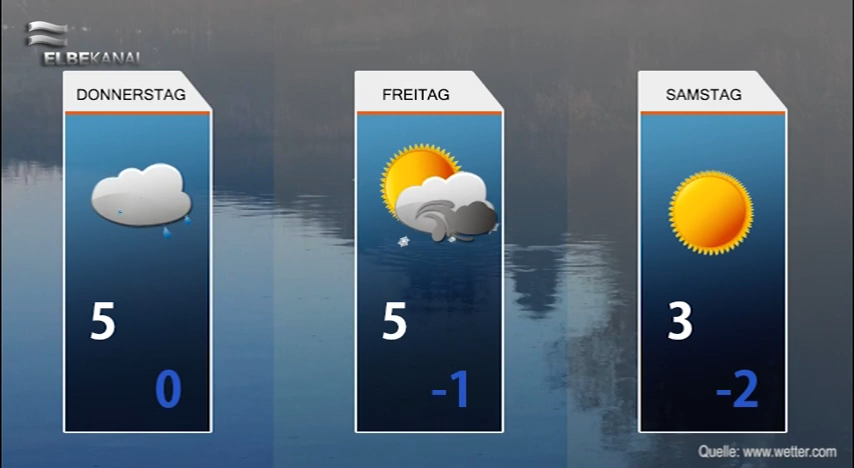 ELBEKANAL
DONNERSTAG
FREITAG
SAMSTAG
5
5
3
0
-1
-2
Quelle: www.wetter.com